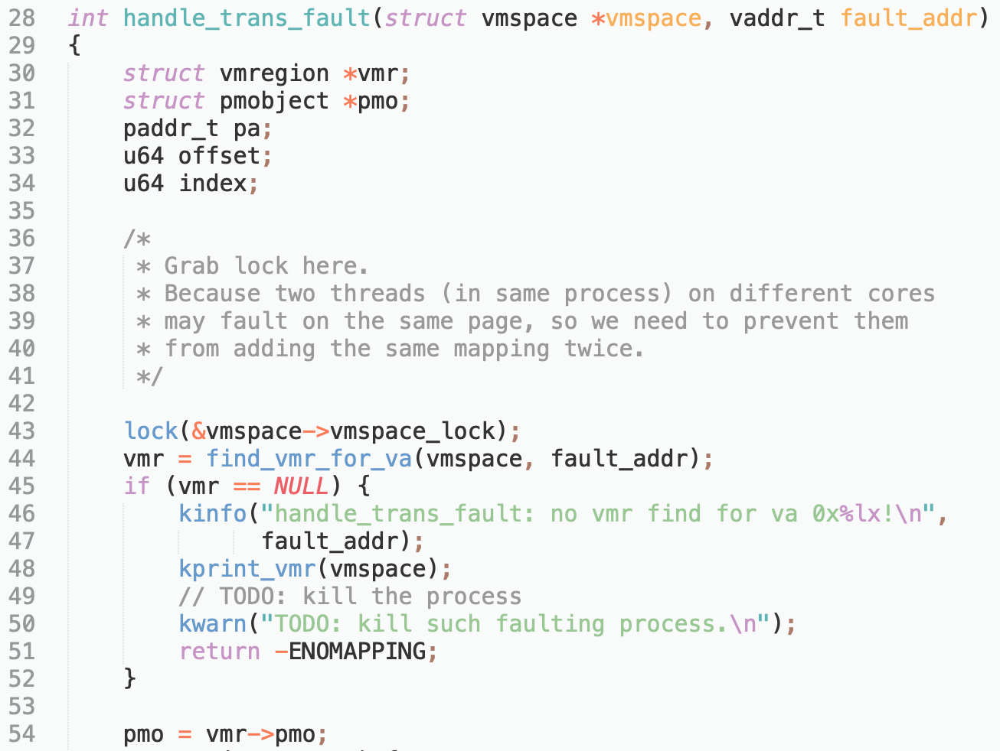 28 int handle_trans_fault(struct vmspace *vmspace, vaddr_t fault_addr)
29 {
30 struct vmregion *vmr;
31 struct pmobject *pmo;
32 paddr_t pa;
33 u64 offset;
34 u64 index;
35
36 /*
37 * Grab lock here.
38 * Because two threads (in same process) on different cores
39 * may fault on the same page, so we need to prevent them
40 * from adding the same mapping twice.
41 */
42
43 lock(&vmspace->vmspace_lock);
44 vmr = find_vmr_for_va(vmspace, fault_addr);
45 if (vmr == NULL) {
46 kinfo("handle_trans_fault: no vmr find for va 0x%lx!\n",
47 fault_addr);
48 kprint_vmr(vmspace);
49 // TODO: kill the process
50 kwarn("TODO: kill such faulting process.\n");
51 return -ENOMAPPING;
52 }
53
54 pmo = vmr->pmo;